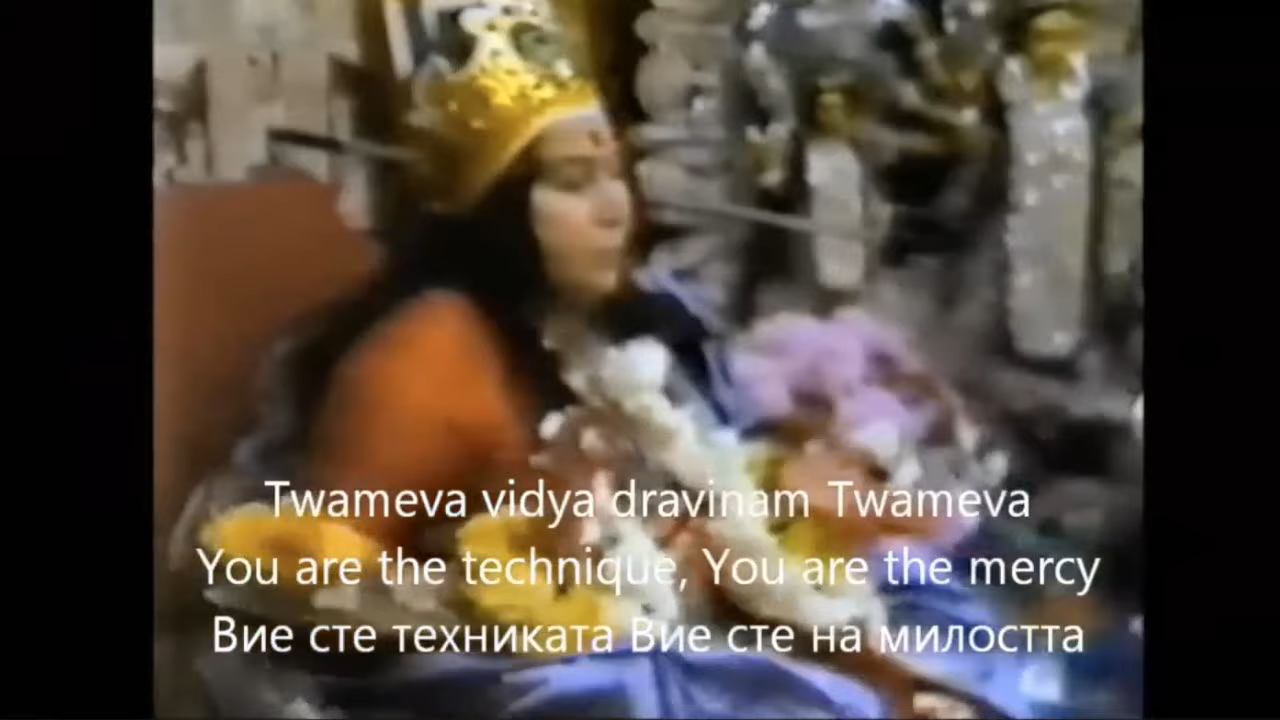 Twameva vidya dravinam Twameva
You are the technique, You are the mercy
Вие сте техниката Вие сте на милостта